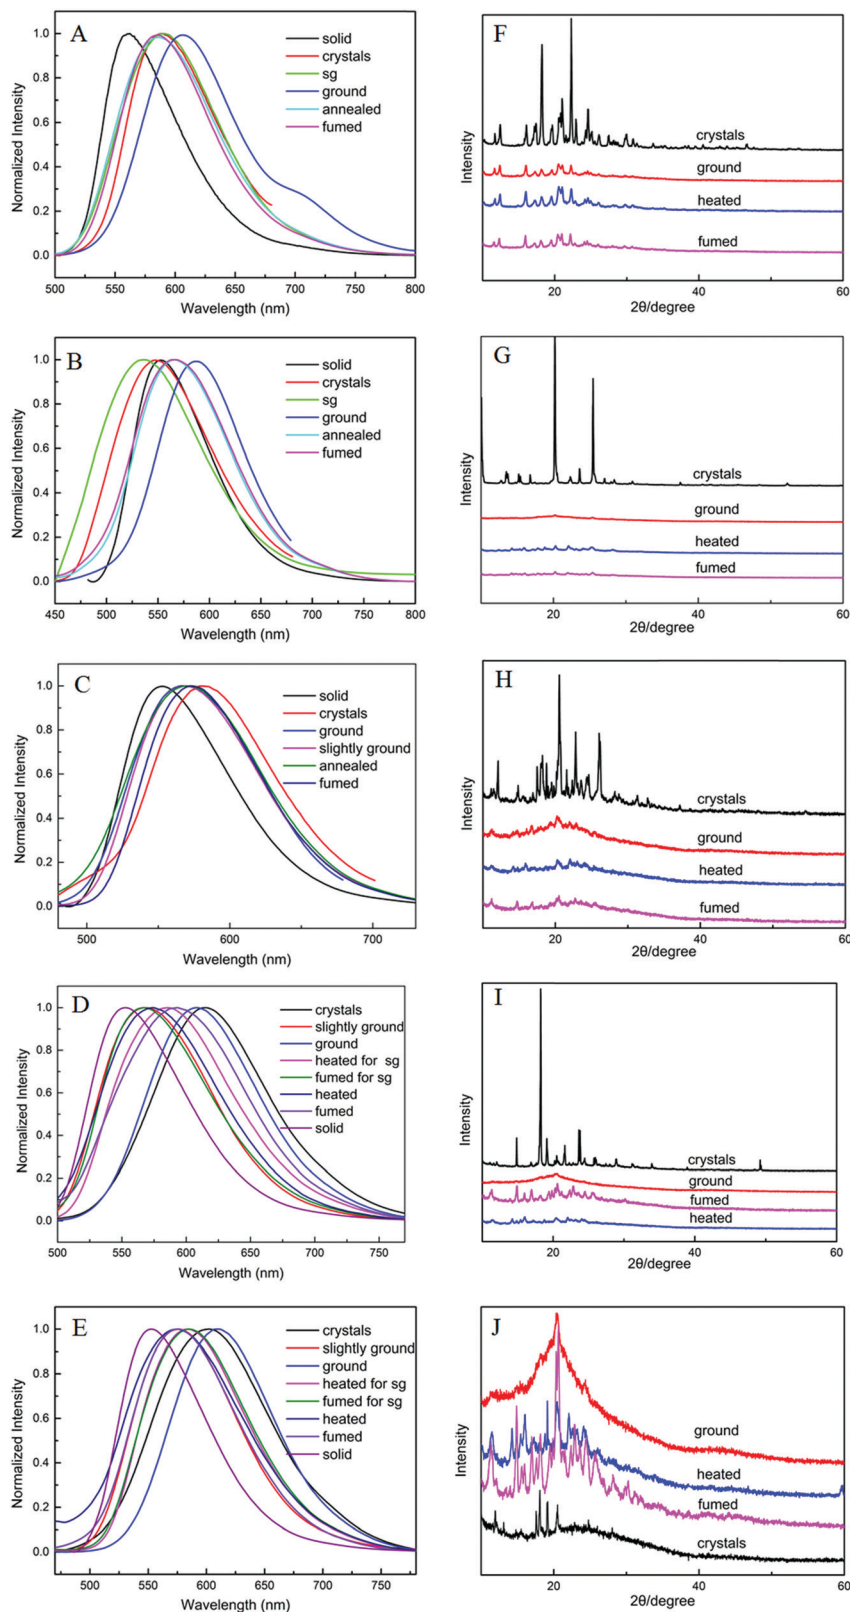 A
solid
crystals
sg
ground
annealed
fumed
Normalized Intensity
1.0
0.8
0.6
0.4
0.2
0.0
500 550 600 650 700 750 800
Wavelength (nm)
F
crystals
ground
heated
fumed
Intensity
20 40 60
2θ/degree
B
solid
crystals
sg
ground
annealed
fumed
Normalized Intensity
1.0
0.8
0.6
0.4
0.2
0.0
450 500 550 600 650 700 750 800
Wavelength (nm)
G
crystals
ground
heated
fumed
Intensity
20 40 60
2θ/degree
C
solid
crystals
ground
slightly ground
annealed
fumed
Normalized Intensity
1.0
0.8
0.6
0.4
0.2
0.0
500 600 700
Wavelength (nm)
H
crystals
ground
heated
fumed
Intensity
20 40 60
2θ/degree
D
crystals
slightly ground
ground
heated for sg
fumed for sg
heated
fumed
solid
Normalized Intensity
1.0
0.8
0.6
0.4
0.2
0.0
500 550 600 650 700 750
Wavelength (nm)
I
crystals
ground
fumed
heated
Intensity
20 40 60
2θ/degree
E
crystals
slightly ground
ground
heated for sg
fumed for sg
heated
fumed
solid
Normalized Intensity
1.0
0.8
0.6
0.4
0.2
0.0
500 550 600 650 700 750
Wavelength (nm)
J
ground
heated
fumed
crystals
Intensity
20 40 60
2θ/degree